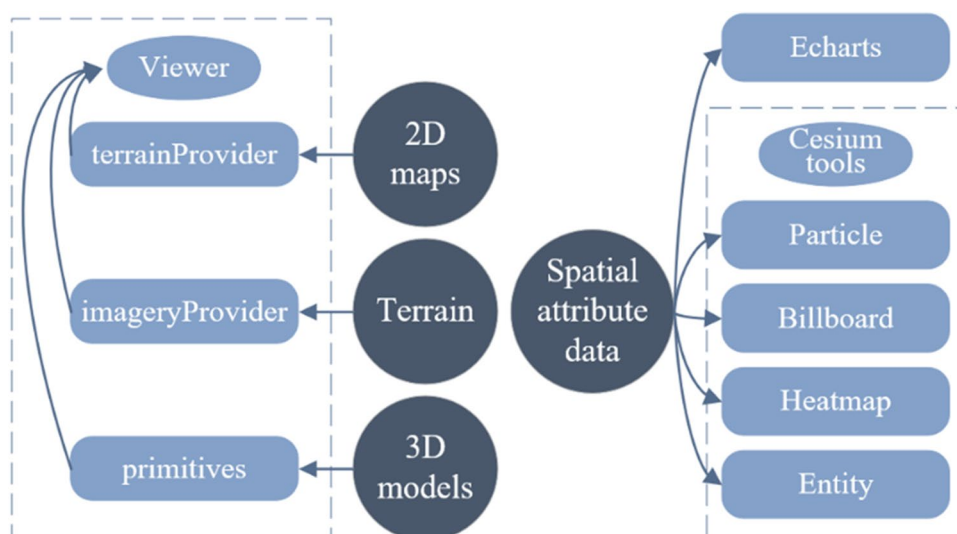 Viewer
terrainProvider
imageryProvider
primitives
2D
maps
Terrain
3D
models
Spatial
attribute
data
Echarts
Cesium
tools
Particle
Billboard
Heatmap
Entity